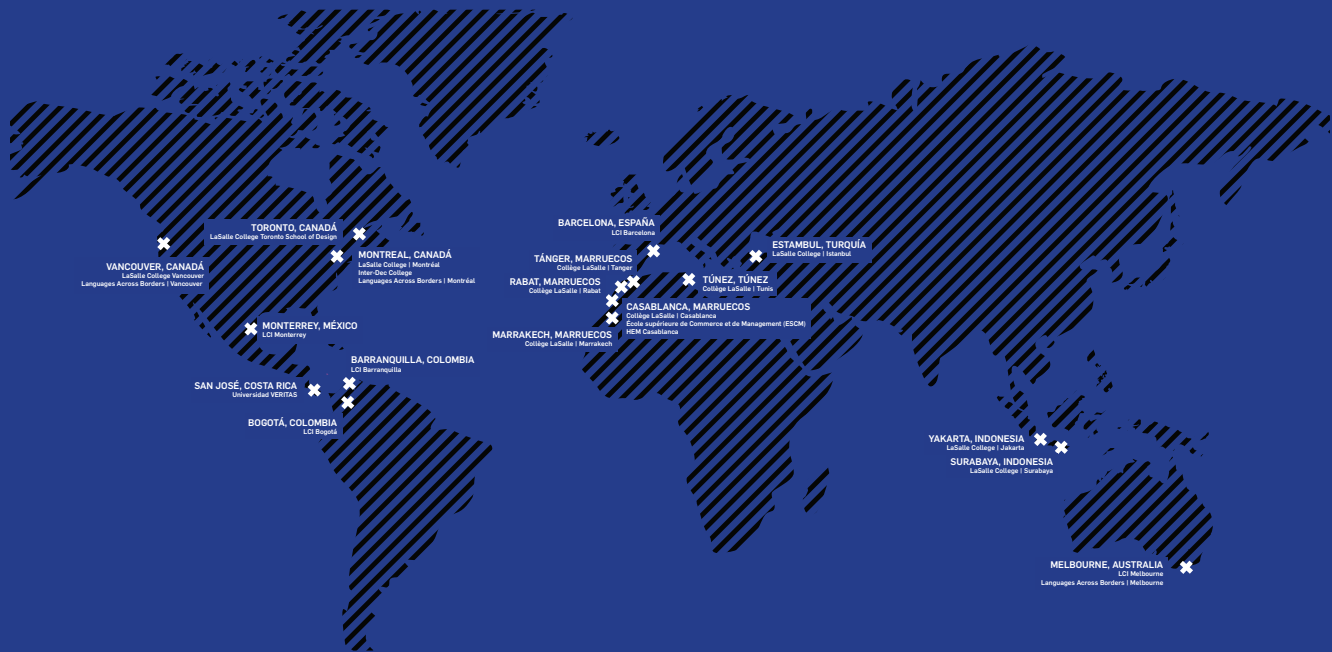 TORONTO, CANADÁ
LaSalle College Toronto School of Design
MONTREAL, CANADÁ
LaSalle College | Montréal
Inter-Dec College
Languages Across Borders | Montréal
VANCOUVER, CANADÁ
LaSalle College Vancouver
Languages Across Borders | Vancouver
MONTERREY, MÉXICO
LCI Monterrey
BARRANQUILLA, COLOMBIA
LCI Barranquilla
SAN JOSÉ, COSTA RICA
Universidad VERITAS
BOGOTÁ, COLOMBIA
LCI Bogotá
BARCELONA, ESPAÑA
LCI Barcelona
ESTAMBUL, TURQUÍA
LaSalle College | Istanbul
TÁNGER, MARRUECOS
Collège LaSalle | Tanger
RABAT, MARRUECOS
Collège LaSalle | Rabat
TÚNEZ, TÚNEZ
Collège LaSalle | Tunis
CASABLANCA, MARRUECOS
Collège LaSalle | Casablanca
École supérieure de Commerce et de Management (ESCM)
HEM Casablanca
MARRAKECH, MARRUECOS
Collège LaSalle | Marrakech
YAKARTA, INDONESIA
LaSalle College | Jakarta
SURABAYA, INDONESIA
LaSalle College | Surabaya
MELBOURNE, AUSTRALIA
LCI Melbourne
Languages Across Borders | Melbourne